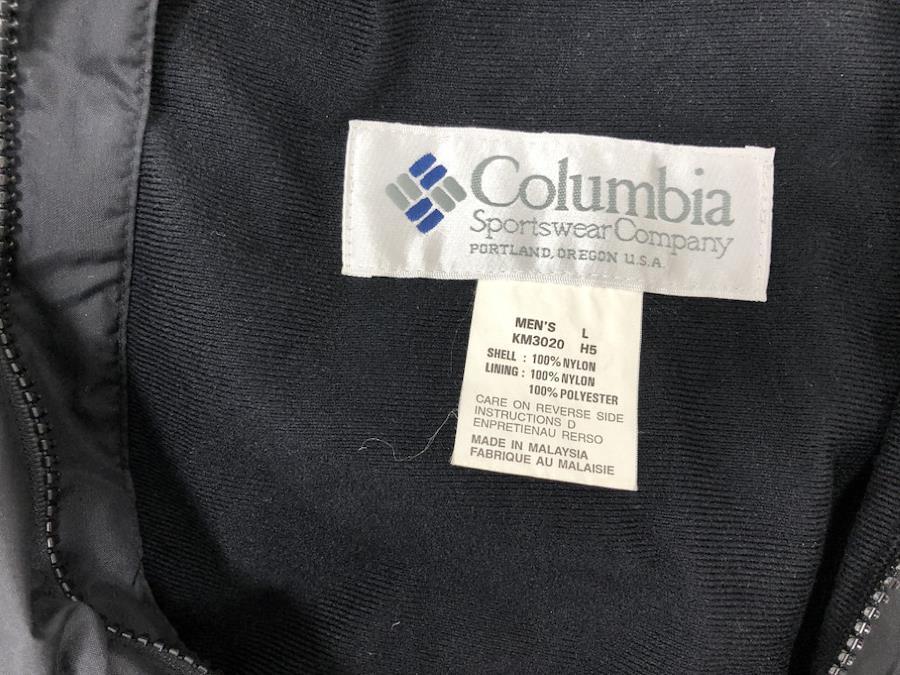 Columbia
Sportswear Company
PORTLAND, OREGON U.S.A.
MEN'S L
KM3020 H5
SHELL : 100% NYLON
LINING : 100% NYLON
100% POLYESTER
CARE ON REVERSE SIDE
INSTRUCTIONS D
ENPRETIENAU RERSO
MADE IN MALAYSIA
FABRIQUE AU MALAISIE